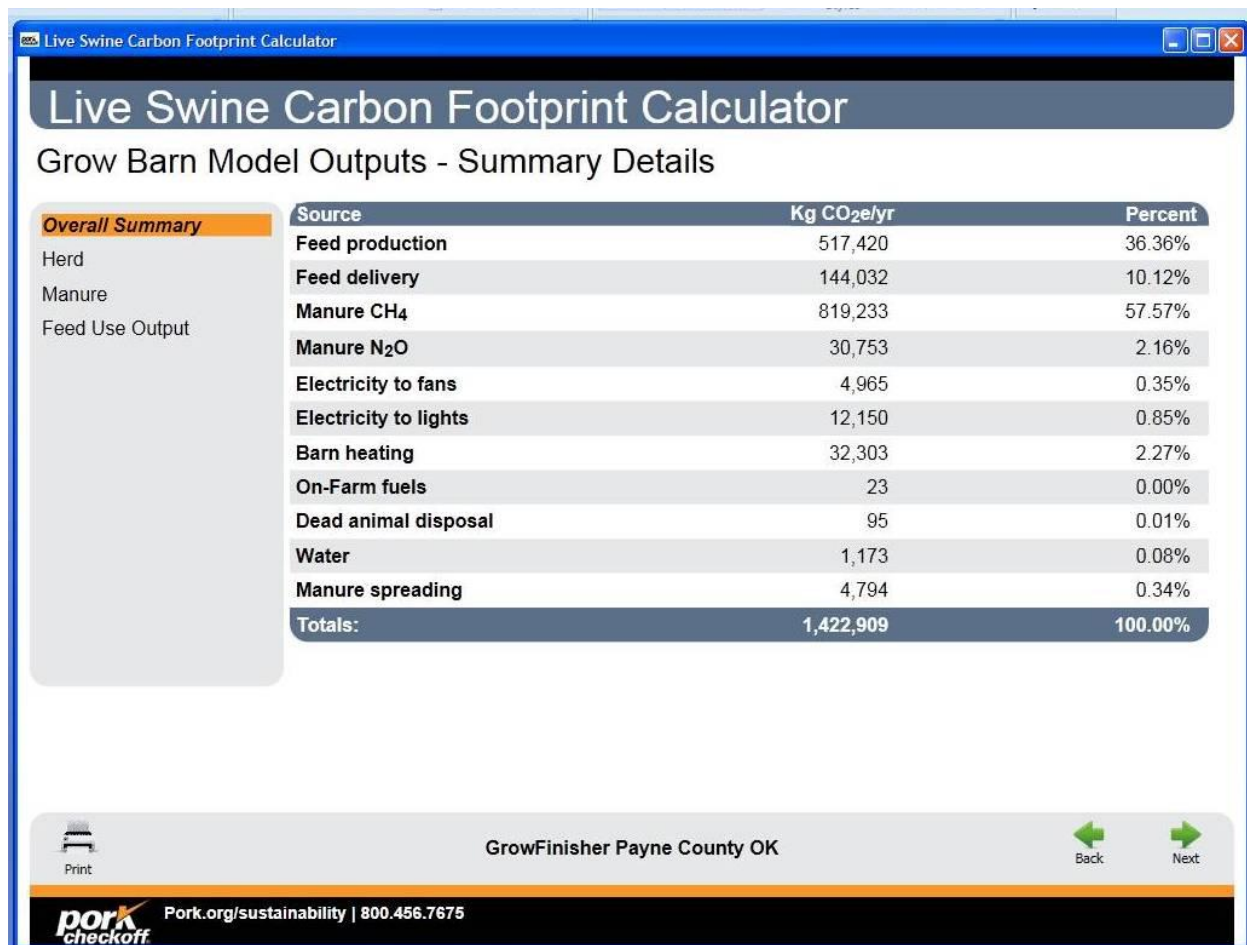 Live Swine Carbon Footprint Calculator
Live Swine Carbon Footprint Calculator
Grow Barn Model Outputs - Summary Details
Overall Summary
Herd
Manure
Feed Use Output
Source Kg CO2e/yr Percent
Feed production 517,420 36.36%
Feed delivery 144,032 10.12%
Manure CH4 819,233 57.57%
Manure N2O 30,753 2.16%
Electricity to fans 4,965 0.35%
Electricity to lights 12,150 0.85%
Barn heating 32,303 2.27%
On-Farm fuels 23 0.00%
Dead animal disposal 95 0.01%
Water 1,173 0.08%
Manure spreading 4,794 0.34%
Totals: 1,422,909 100.00%
Print
GrowFinisher Payne County OK
Back
Next
pork checkoff
Pork.org/sustainability | 800.456.7675